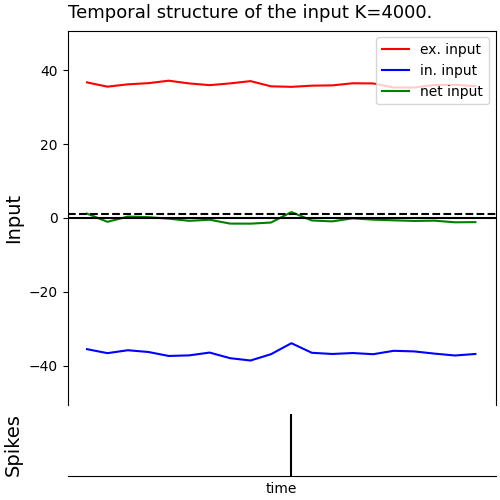 Temporal structure of the input K=4000.
ex. input
in. input
net input
40
20
0
−20
−40
Input
Spikes
time